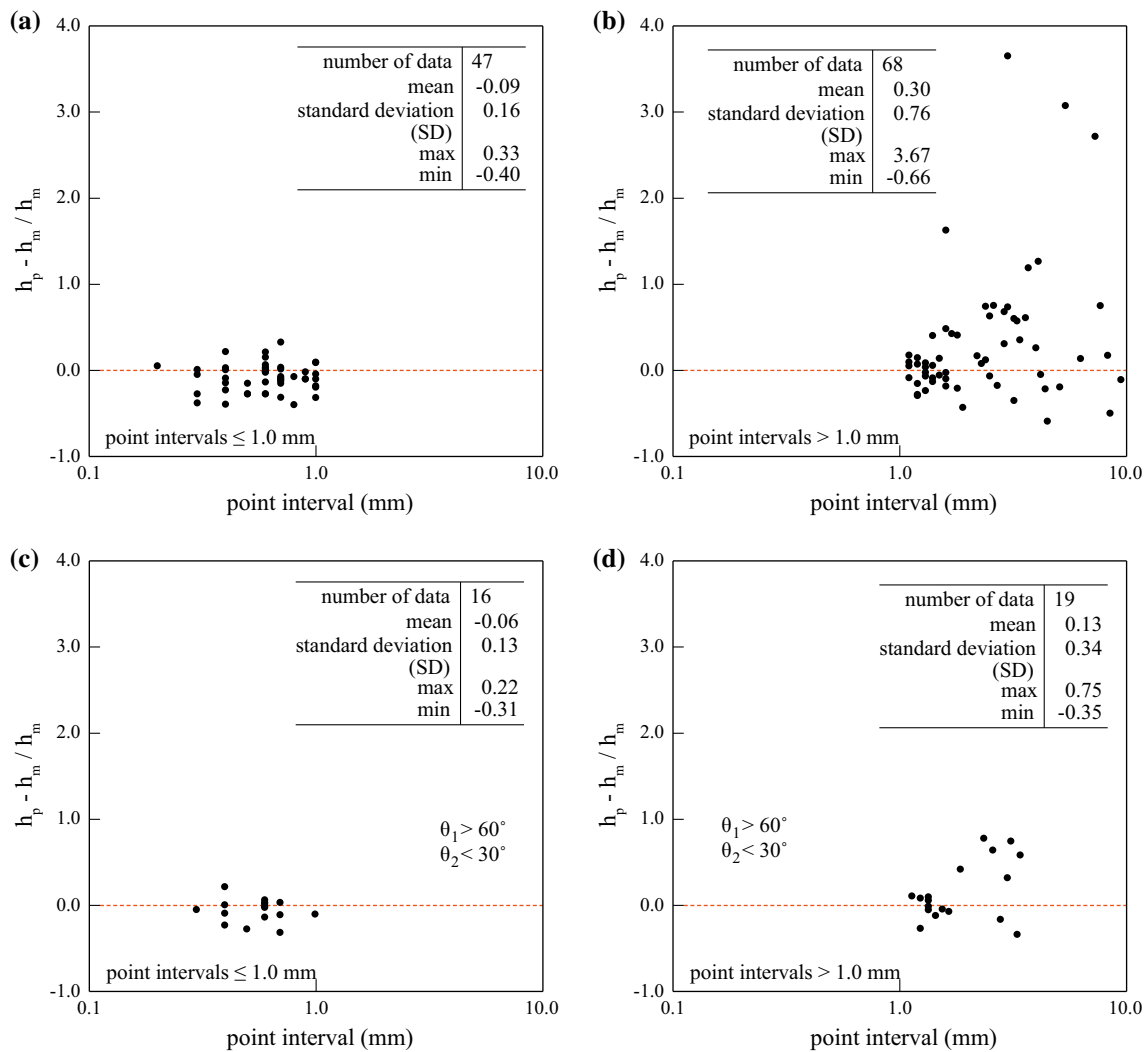 (a)
4.0
3.0
2.0
1.0
0.0
-1.0
0.1
1.0
10.0
h_p - h_m / h_m
point interval (mm)
number of data 47
mean -0.09
standard deviation 0.16
(SD)
max 0.33
min -0.40
point intervals ≤ 1.0 mm
(b)
4.0
3.0
2.0
1.0
0.0
-1.0
0.1
1.0
10.0
h_p - h_m / h_m
point interval (mm)
number of data 68
mean 0.30
standard deviation 0.76
(SD)
max 3.67
min -0.66
point intervals > 1.0 mm
(c)
4.0
3.0
2.0
1.0
0.0
-1.0
0.1
1.0
10.0
h_p - h_m / h_m
point interval (mm)
number of data 16
mean -0.06
standard deviation 0.13
(SD)
max 0.22
min -0.31
θ_1 > 60°
θ_2 < 30°
point intervals ≤ 1.0 mm
(d)
4.0
3.0
2.0
1.0
0.0
-1.0
0.1
1.0
10.0
h_p - h_m / h_m
point interval (mm)
number of data 19
mean 0.13
standard deviation 0.34
(SD)
max 0.75
min -0.35
θ_1 > 60°
θ_2 < 30°
point intervals > 1.0 mm